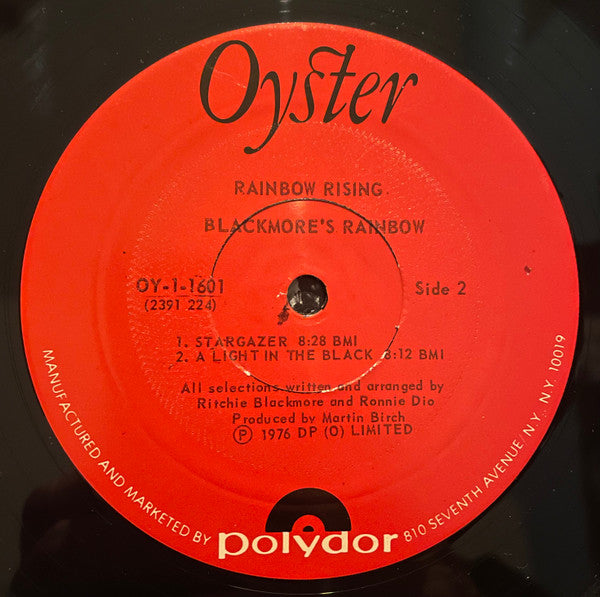 Oyster
RAINBOW RISING
BLACKMORE'S RAINBOW
OY-1-1601
(2391 224)
Side 2
1. STARGAZER 8:28 BMI
2. A LIGHT IN THE BLACK 8:12 BMI
All selections written and arranged by
Ritchie Blackmore and Ronnie Dio
Produced by Martin Birch
Ⓟ 1976 DP (O) LIMITED
MANUFACTURED AND MARKETED BY polydor 810 SEVENTH AVENUE N.Y. N.Y. 10019